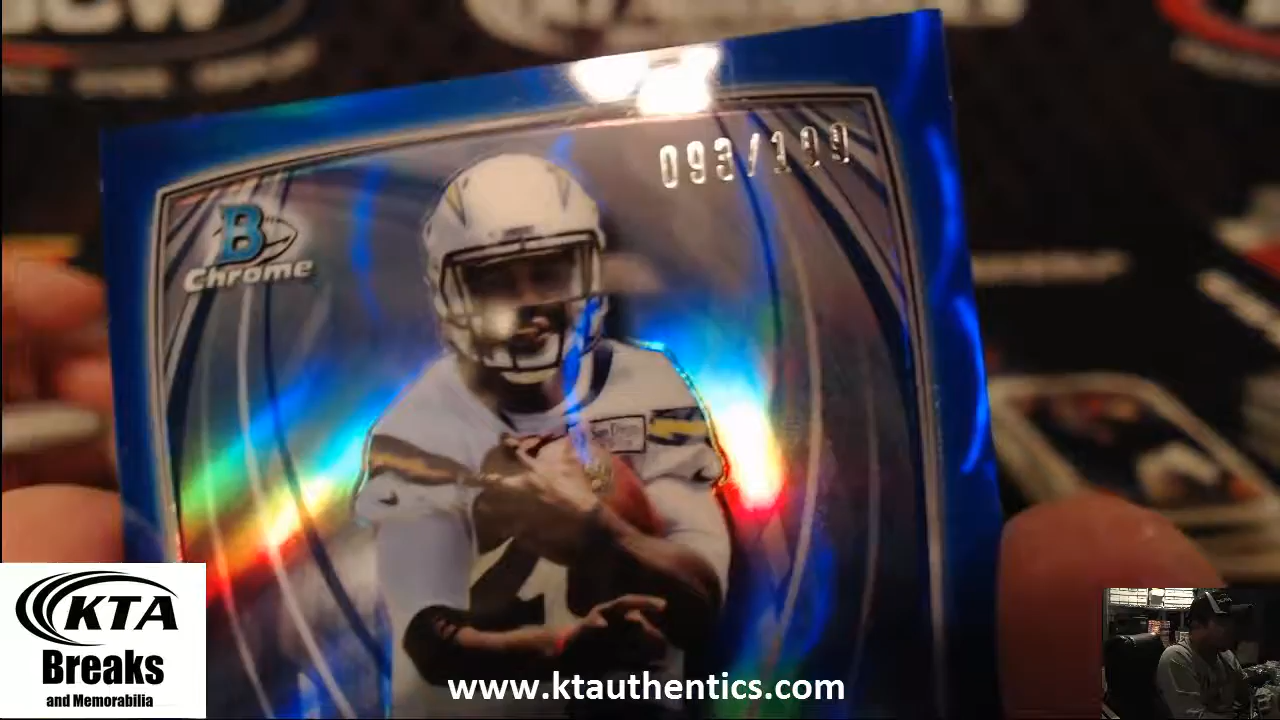 093/199
B
Chrome
KTA
Breaks
and Memorabilia
www.ktauthentics.com